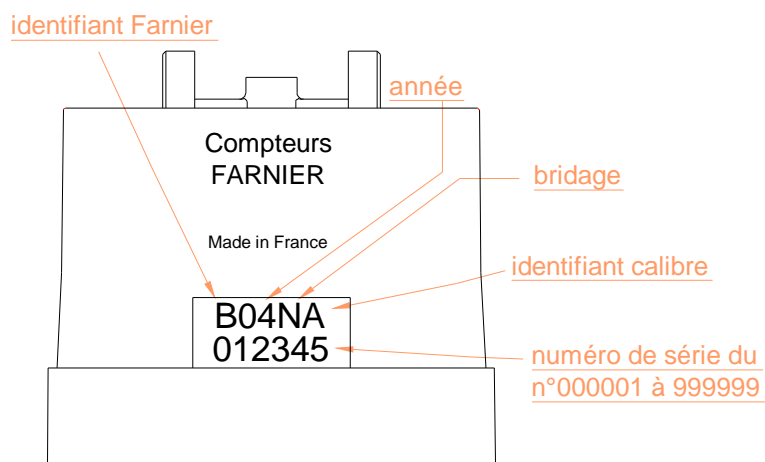 identifiant Farnier
année
Compteurs
FARNIER
bridage
Made in France
identifiant calibre
B04NA
012345
numéro de série du
n°000001 à 999999